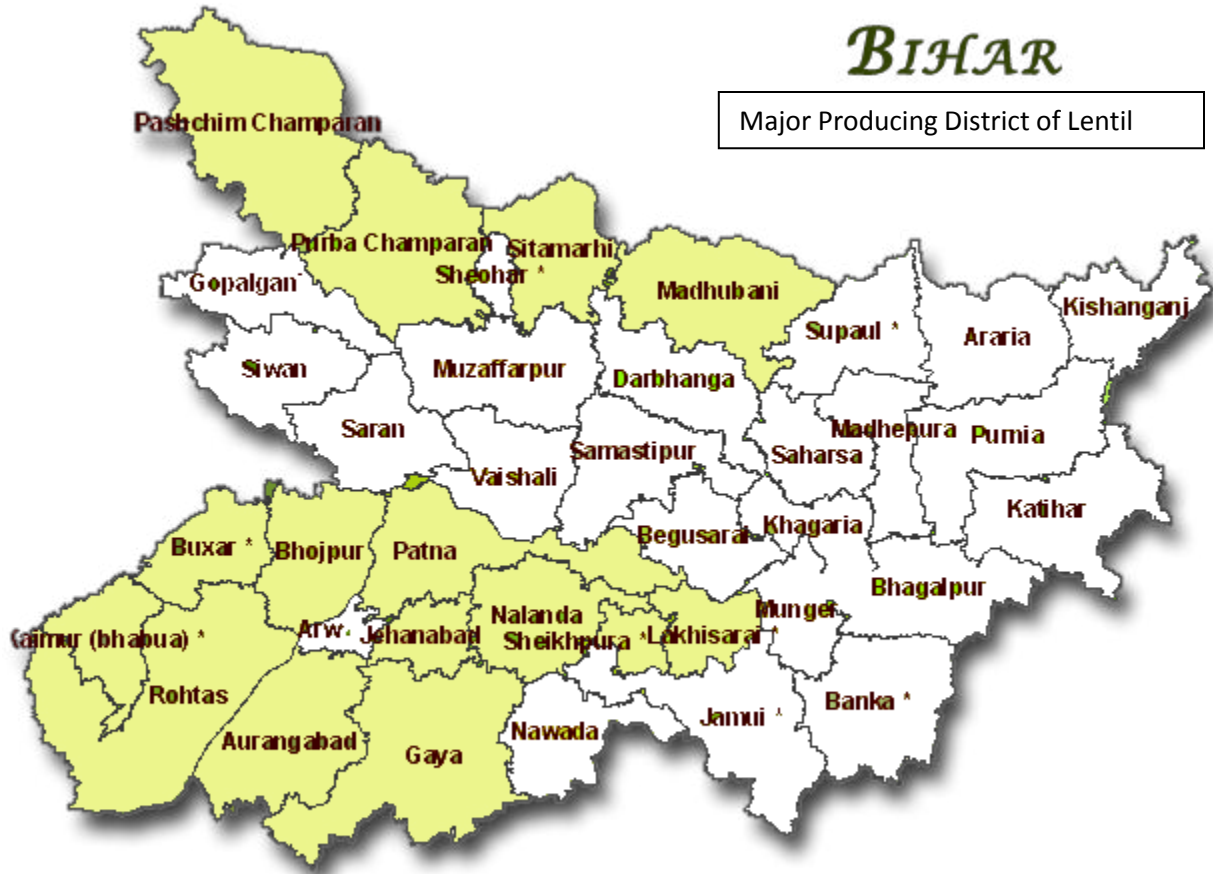 BIHAR
Major Producing District of Lentil
Pashchim Champaran
Purba Champaran
Sitamarhi
Sheohar *
Gopalgan
Madhubani
Kishanganj
Supaul *
Araria
Siwan
Muzaffarpur
Darbhanga
Saran
Madhepura
Purnia
Samastipur
Saharsa
Vaishali
Katihar
Khagaria
Begusarai
Buxar *
Bhojpur
Patna
Bhagalpur
Nalanda
Munger
Arw
Jehanabad
Sheikhpura *
Lakhisarai *
Kaimur (bhabua) *
Rohtas
Banka *
Jamui *
Nawada
Aurangabad
Gaya